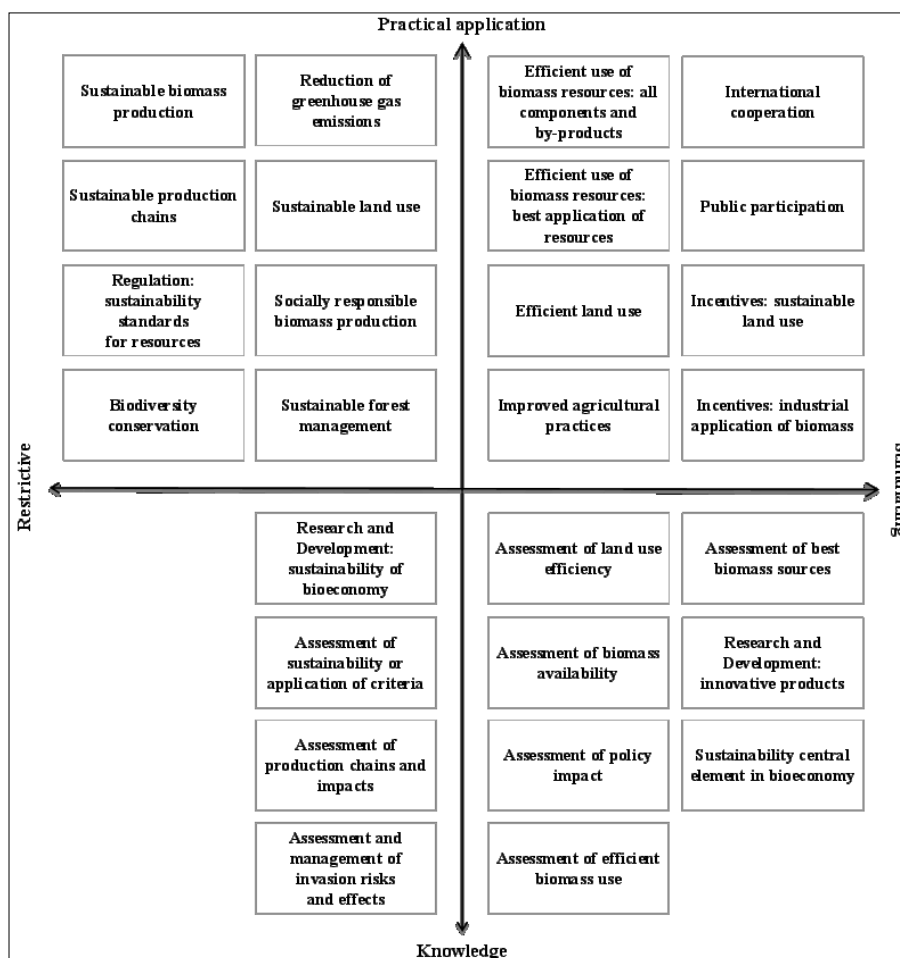 Practical application
Sustainable biomass
production
Reduction of
greenhouse gas
emissions
Efficient use of
biomass resources: all
components and
by-products
International
cooperation
Sustainable production
chains
Sustainable land use
Efficient use of
biomass resources:
best application of
resources
Public participation
Regulation:
sustainability
standards
for resources
Socially responsible
biomass production
Efficient land use
Incentives: sustainable
land use
Biodiversity
conservation
Sustainable forest
management
Improved agricultural
practices
Incentives: industrial
application of biomass
Restrictive
Research and
Development:
sustainability of
bioeconomy
Assessment of land use
efficiency
Assessment of best
biomass sources
Assessment of
sustainability or
application of criteria
Assessment of biomass
availability
Research and
Development:
innovative products
Assessment of
production chains and
impacts
Assessment of policy
impact
Sustainability central
element in bioeconomy
Assessment and
management of
invasion risks
and effects
Assessment of efficient
biomass use
Knowledge